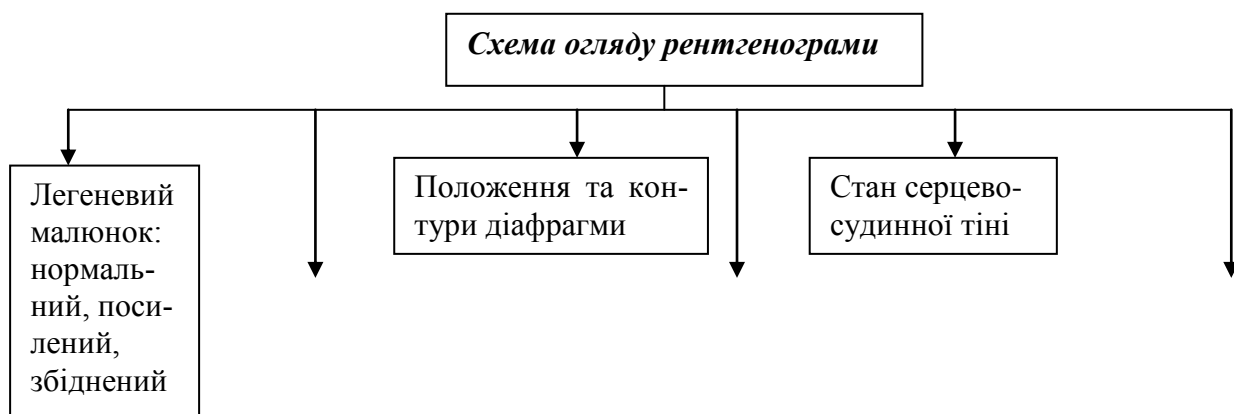 Схема огляду рентгенограми
Легеневий
малюнок:
нормаль-
ний, поси-
лений,
збіднений
Положення та кон-
тури діафрагми
Стан серцево-
судинної тіні